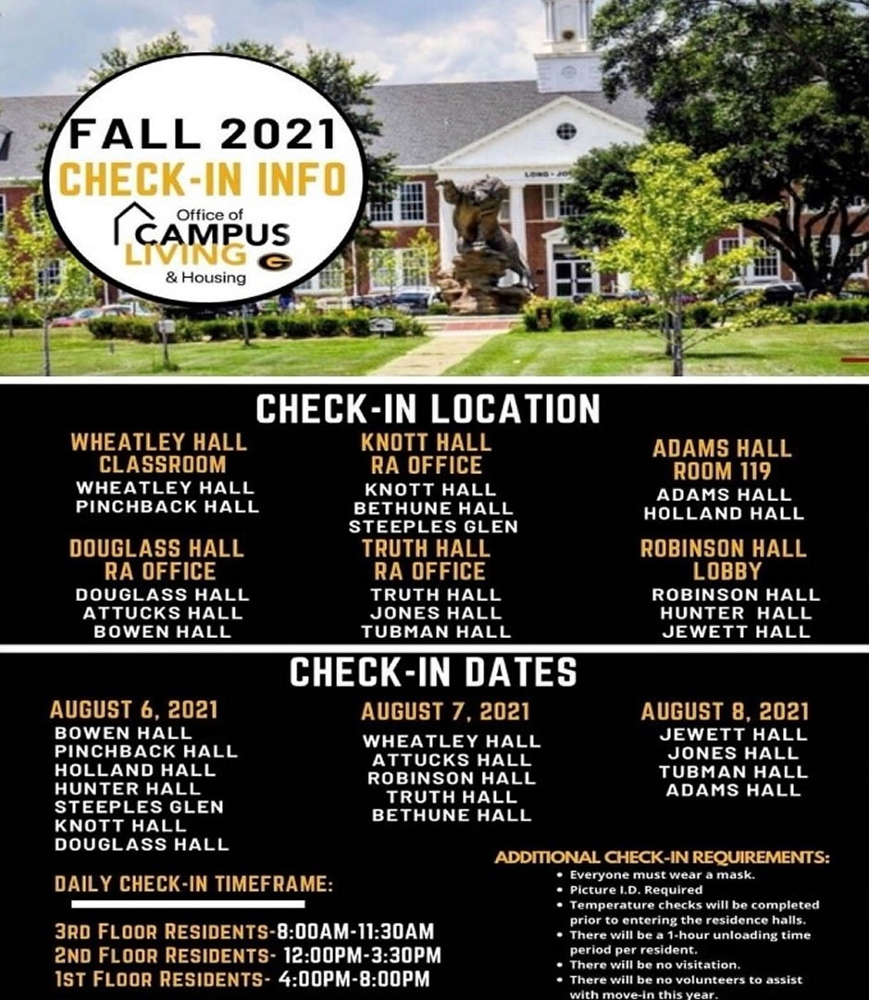 FALL 2021
CHECK-IN INFO
Office of
CAMPUS
LIVING
G
& Housing
CHECK-IN LOCATION
WHEATLEY HALL
CLASSROOM
WHEATLEY HALL
PINCHBACK HALL
KNOTT HALL
RA OFFICE
KNOTT HALL
BETHUNE HALL
STEEPLES GLEN
ADAMS HALL
ROOM 119
ADAMS HALL
HOLLAND HALL
DOUGLASS HALL
RA OFFICE
DOUGLASS HALL
ATTUCKS HALL
BOWEN HALL
TRUTH HALL
RA OFFICE
TRUTH HALL
JONES HALL
TUBMAN HALL
ROBINSON HALL
LOBBY
ROBINSON HALL
HUNTER HALL
JEWETT HALL
CHECK-IN DATES
AUGUST 6, 2021
BOWEN HALL
PINCHBACK HALL
HOLLAND HALL
HUNTER HALL
STEEPLES GLEN
KNOTT HALL
DOUGLASS HALL
AUGUST 7, 2021
WHEATLEY HALL
ATTUCKS HALL
ROBINSON HALL
TRUTH HALL
BETHUNE HALL
AUGUST 8, 2021
JEWETT HALL
JONES HALL
TUBMAN HALL
ADAMS HALL
DAILY CHECK-IN TIMEFRAME:
3RD FLOOR RESIDENTS-8:00AM-11:30AM
2ND FLOOR RESIDENTS- 12:00PM-3:30PM
1ST FLOOR RESIDENTS- 4:00PM-8:00PM
ADDITIONAL CHECK-IN REQUIREMENTS:
• Everyone must wear a mask.
• Picture I.D. Required
• Temperature checks will be completed
prior to entering the residence halls.
• There will be a 1-hour unloading time
period per resident.
• There will be no visitation.
• There will be no volunteers to assist
with move-in this year.